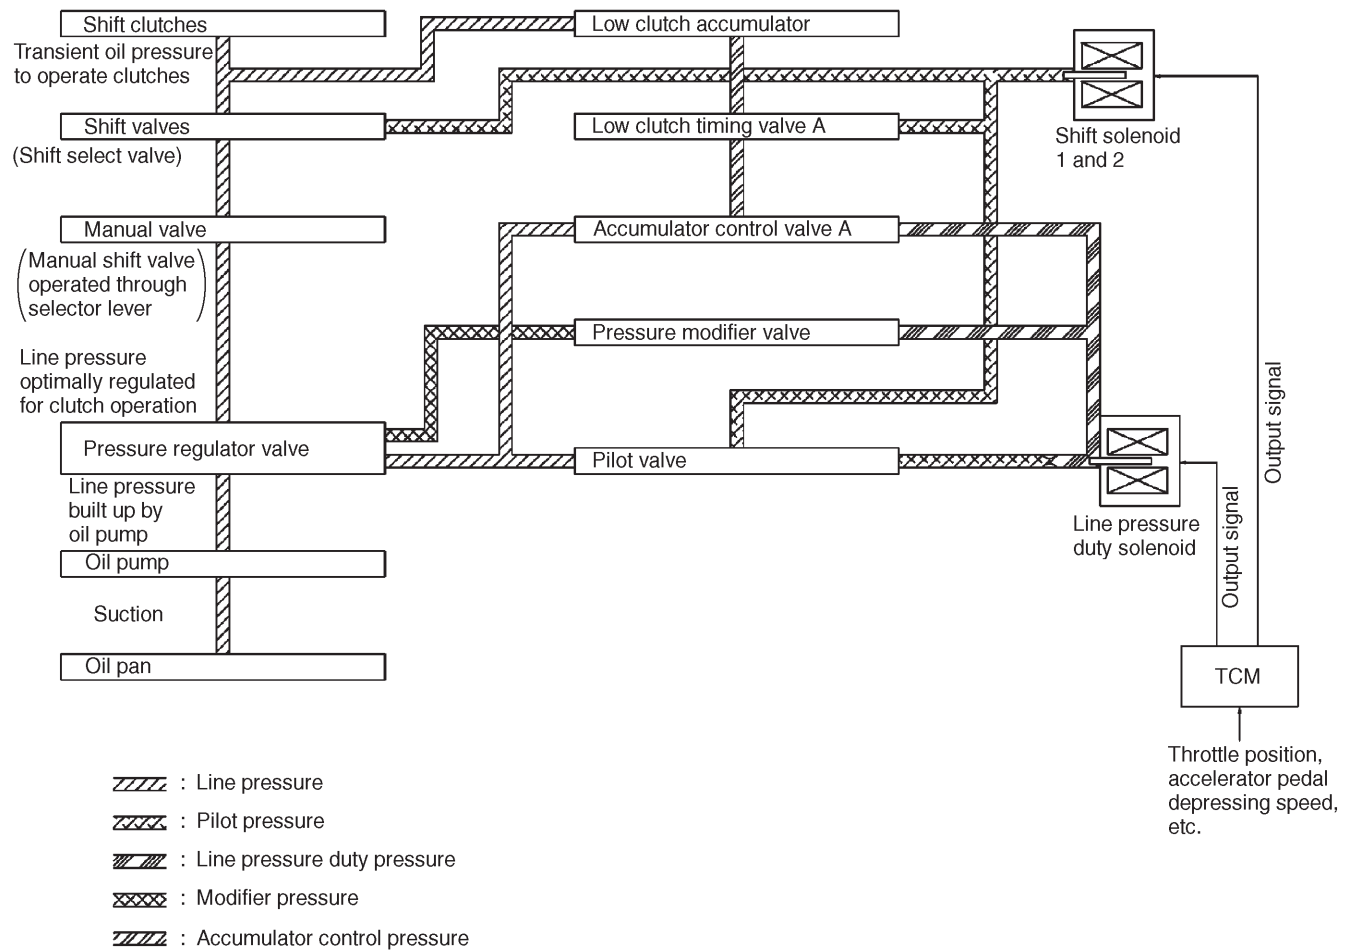 Shift clutches
Transient oil pressure
to operate clutches
Shift valves
(Shift select valve)
Manual valve
(Manual shift valve
operated through
selector lever)
Line pressure
optimally regulated
for clutch operation
Pressure regulator valve
Line pressure
built up by
oil pump
Oil pump
Suction
Oil pan
Low clutch accumulator
Low clutch timing valve A
Accumulator control valve A
Pressure modifier valve
Pilot valve
Shift solenoid
1 and 2
Line pressure
duty solenoid
Output signal
Output signal
TCM
Throttle position,
accelerator pedal
depressing speed,
etc.
: Line pressure
: Pilot pressure
: Line pressure duty pressure
: Modifier pressure
: Accumulator control pressure